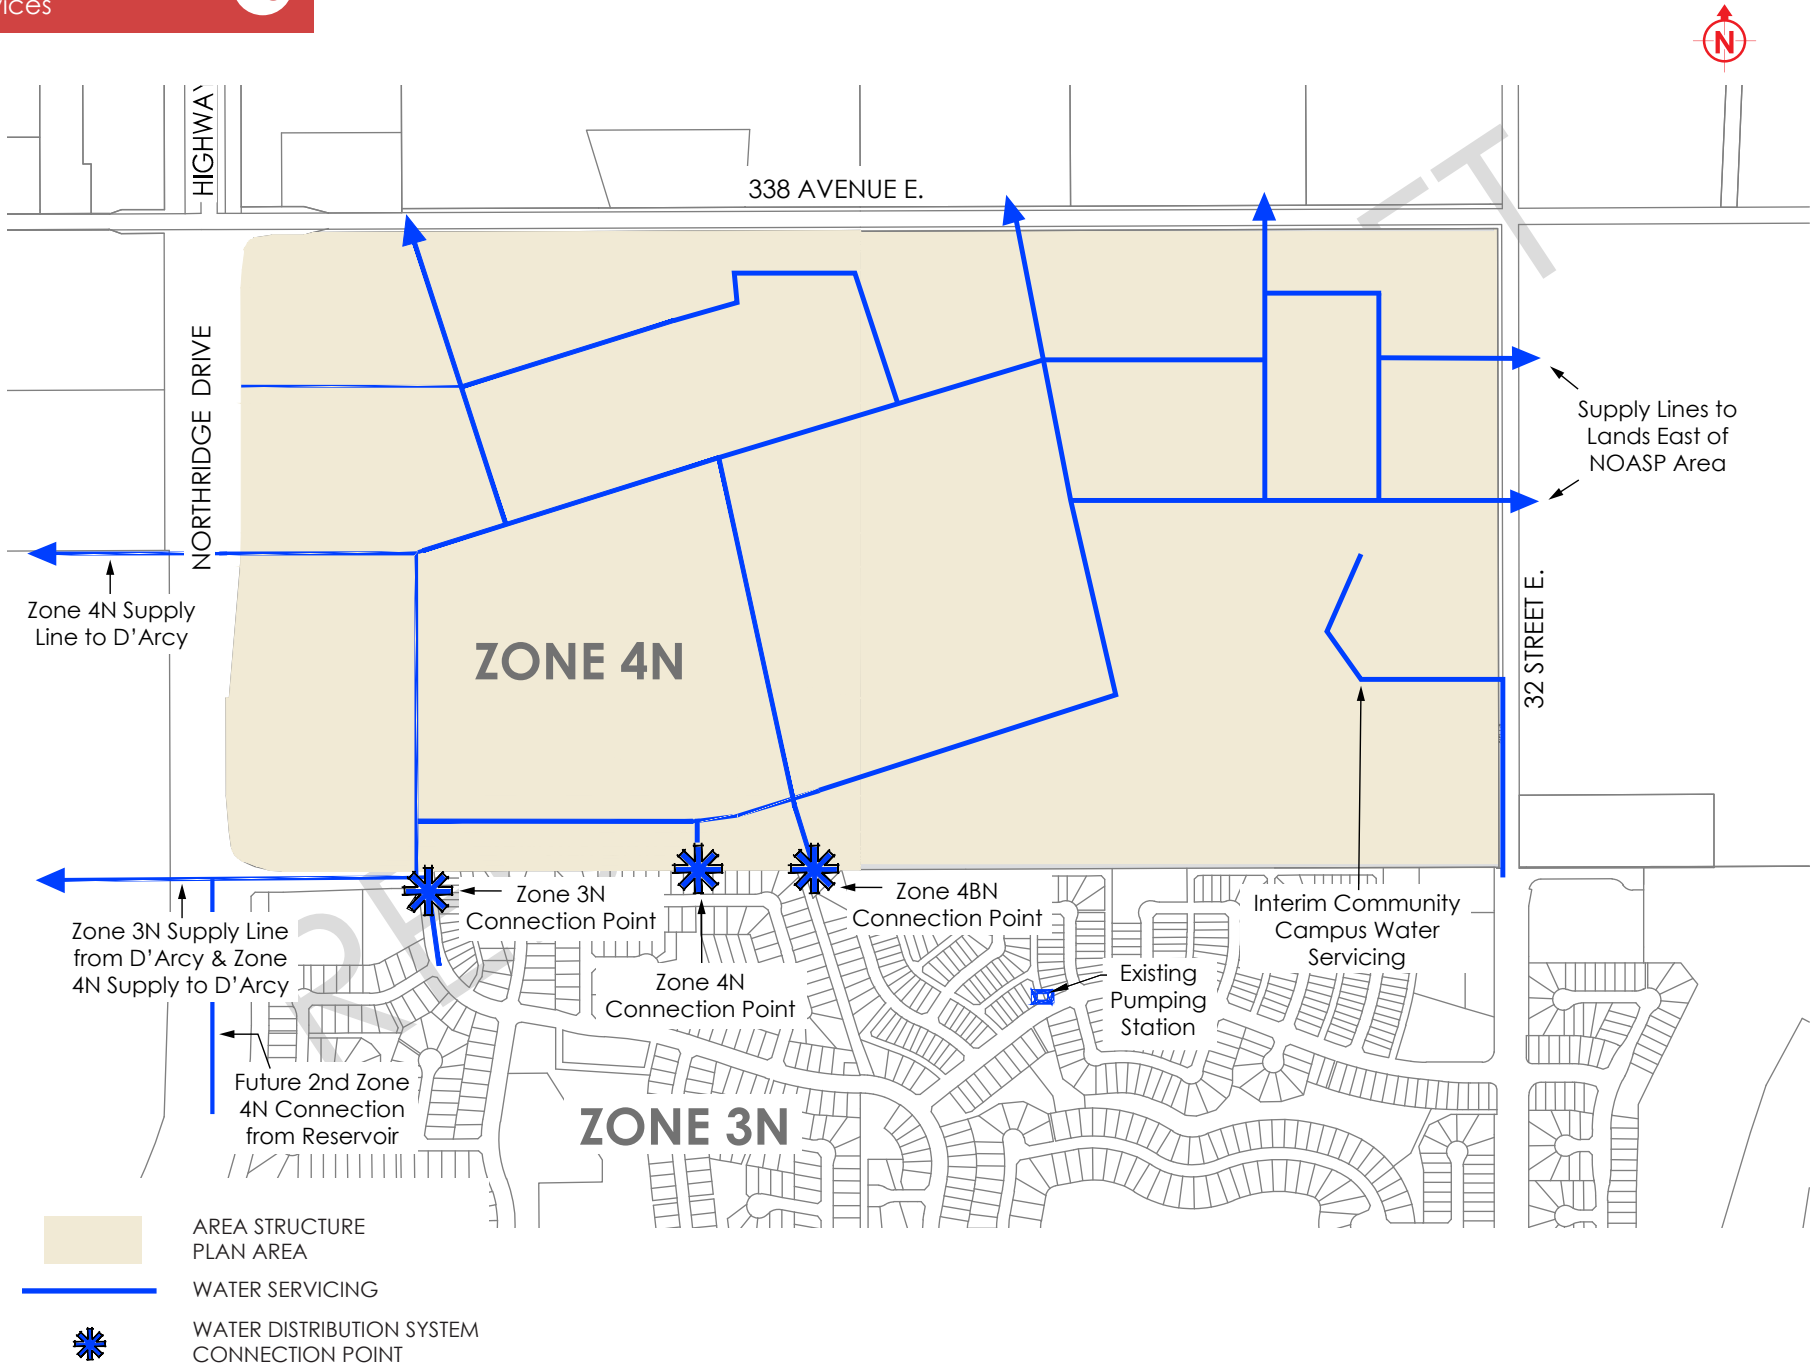 vices
N
HIGHWAY
338 AVENUE E.
NORTHRIDGE DRIVE
Supply Lines to
Lands East of
NOASP Area
Zone 4N Supply
Line to D'Arcy
32 STREET E.
ZONE 4N
Zone 3N
Connection Point
Zone 4BN
Connection Point
Interim Community
Campus Water
Servicing
Zone 3N Supply Line
from D'Arcy & Zone
4N Supply to D'Arcy
Zone 4N
Connection Point
Existing
Pumping
Station
Future 2nd Zone
4N Connection
from Reservoir
ZONE 3N
AREA STRUCTURE
PLAN AREA
WATER SERVICING
WATER DISTRIBUTION SYSTEM
CONNECTION POINT